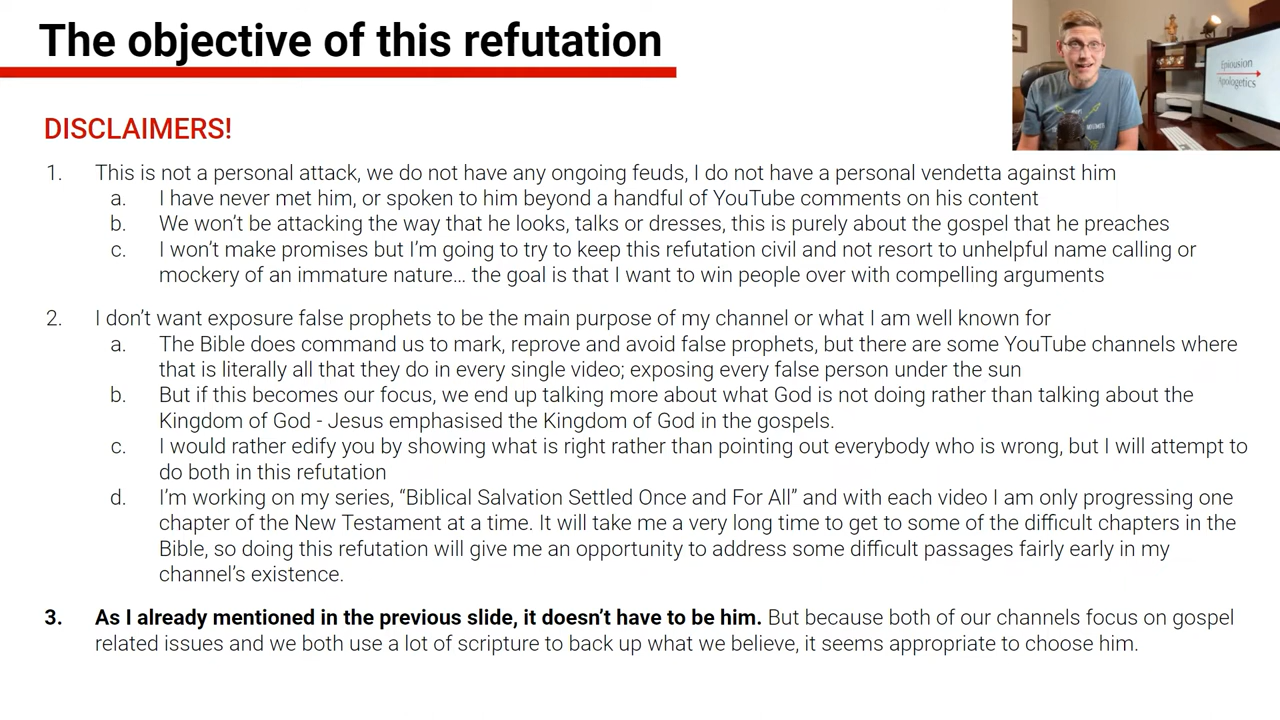 The objective of this refutation
Epiousion
Apologetics
DISCLAIMERS!
1. This is not a personal attack, we do not have any ongoing feuds, I do not have a personal vendetta against him
a. I have never met him, or spoken to him beyond a handful of YouTube comments on his content
b. We won't be attacking the way that he looks, talks or dresses, this is purely about the gospel that he preaches
c. I won't make promises but I'm going to try to keep this refutation civil and not resort to unhelpful name calling or
mockery of an immature nature... the goal is that I want to win people over with compelling arguments
2. I don't want exposure false prophets to be the main purpose of my channel or what I am well known for
a. The Bible does command us to mark, reprove and avoid false prophets, but there are some YouTube channels where
that is literally all that they do in every single video; exposing every false person under the sun
b. But if this becomes our focus, we end up talking more about what God is not doing rather than talking about the
Kingdom of God - Jesus emphasised the Kingdom of God in the gospels.
c. I would rather edify you by showing what is right rather than pointing out everybody who is wrong, but I will attempt to
do both in this refutation
d. I'm working on my series, "Biblical Salvation Settled Once and For All" and with each video I am only progressing one
chapter of the New Testament at a time. It will take me a very long time to get to some of the difficult chapters in the
Bible, so doing this refutation will give me an opportunity to address some difficult passages fairly early in my
channel's existence.
3. As I already mentioned in the previous slide, it doesn't have to be him. But because both of our channels focus on gospel
related issues and we both use a lot of scripture to back up what we believe, it seems appropriate to choose him.